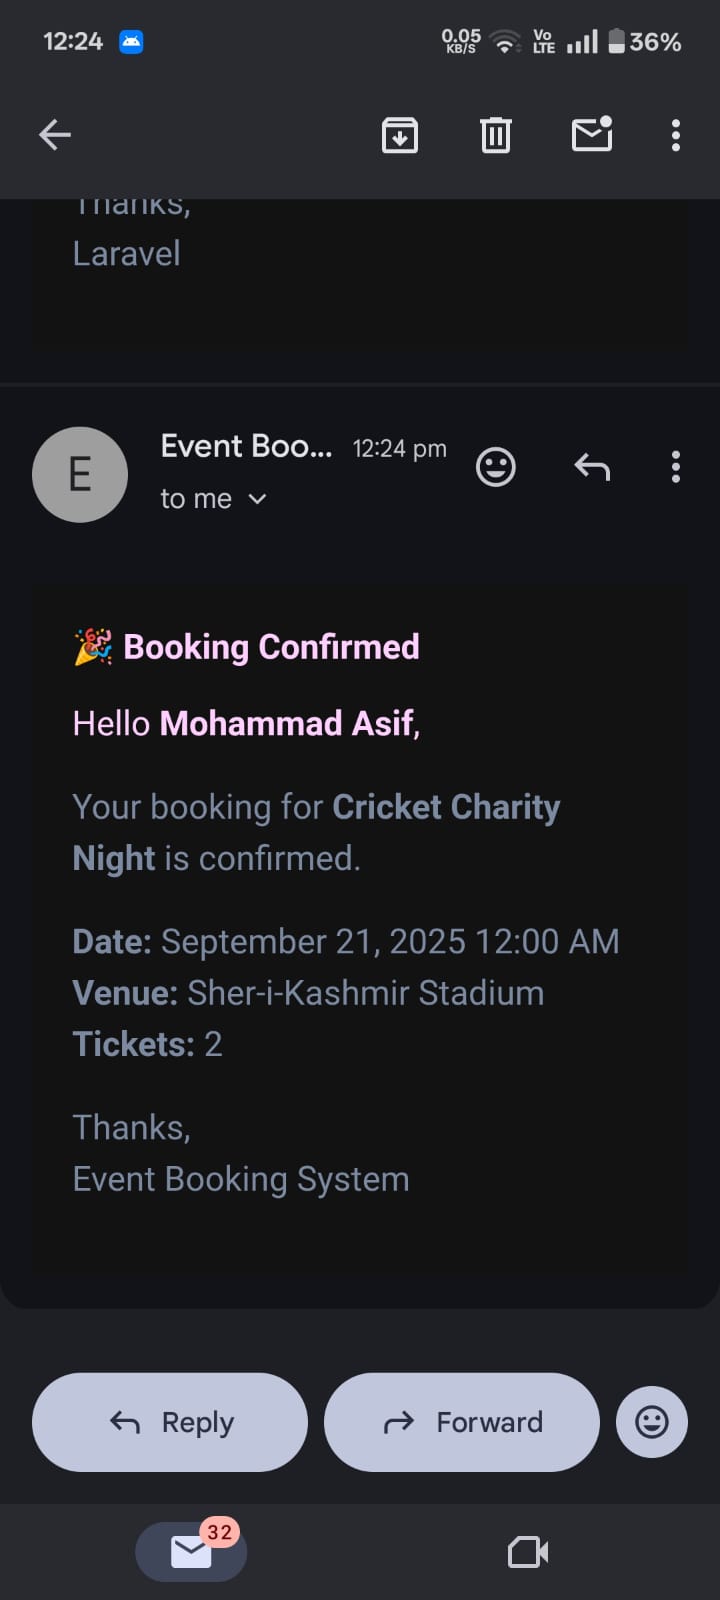 12:24
0.05 KB/S
Vo LTE
36%
Thanks,
Laravel
E
Event Boo... 12:24 pm
to me
🎉 Booking Confirmed
Hello Mohammad Asif,
Your booking for Cricket Charity
Night is confirmed.
Date: September 21, 2025 12:00 AM
Venue: Sher-i-Kashmir Stadium
Tickets: 2
Thanks,
Event Booking System
Reply
Forward
32